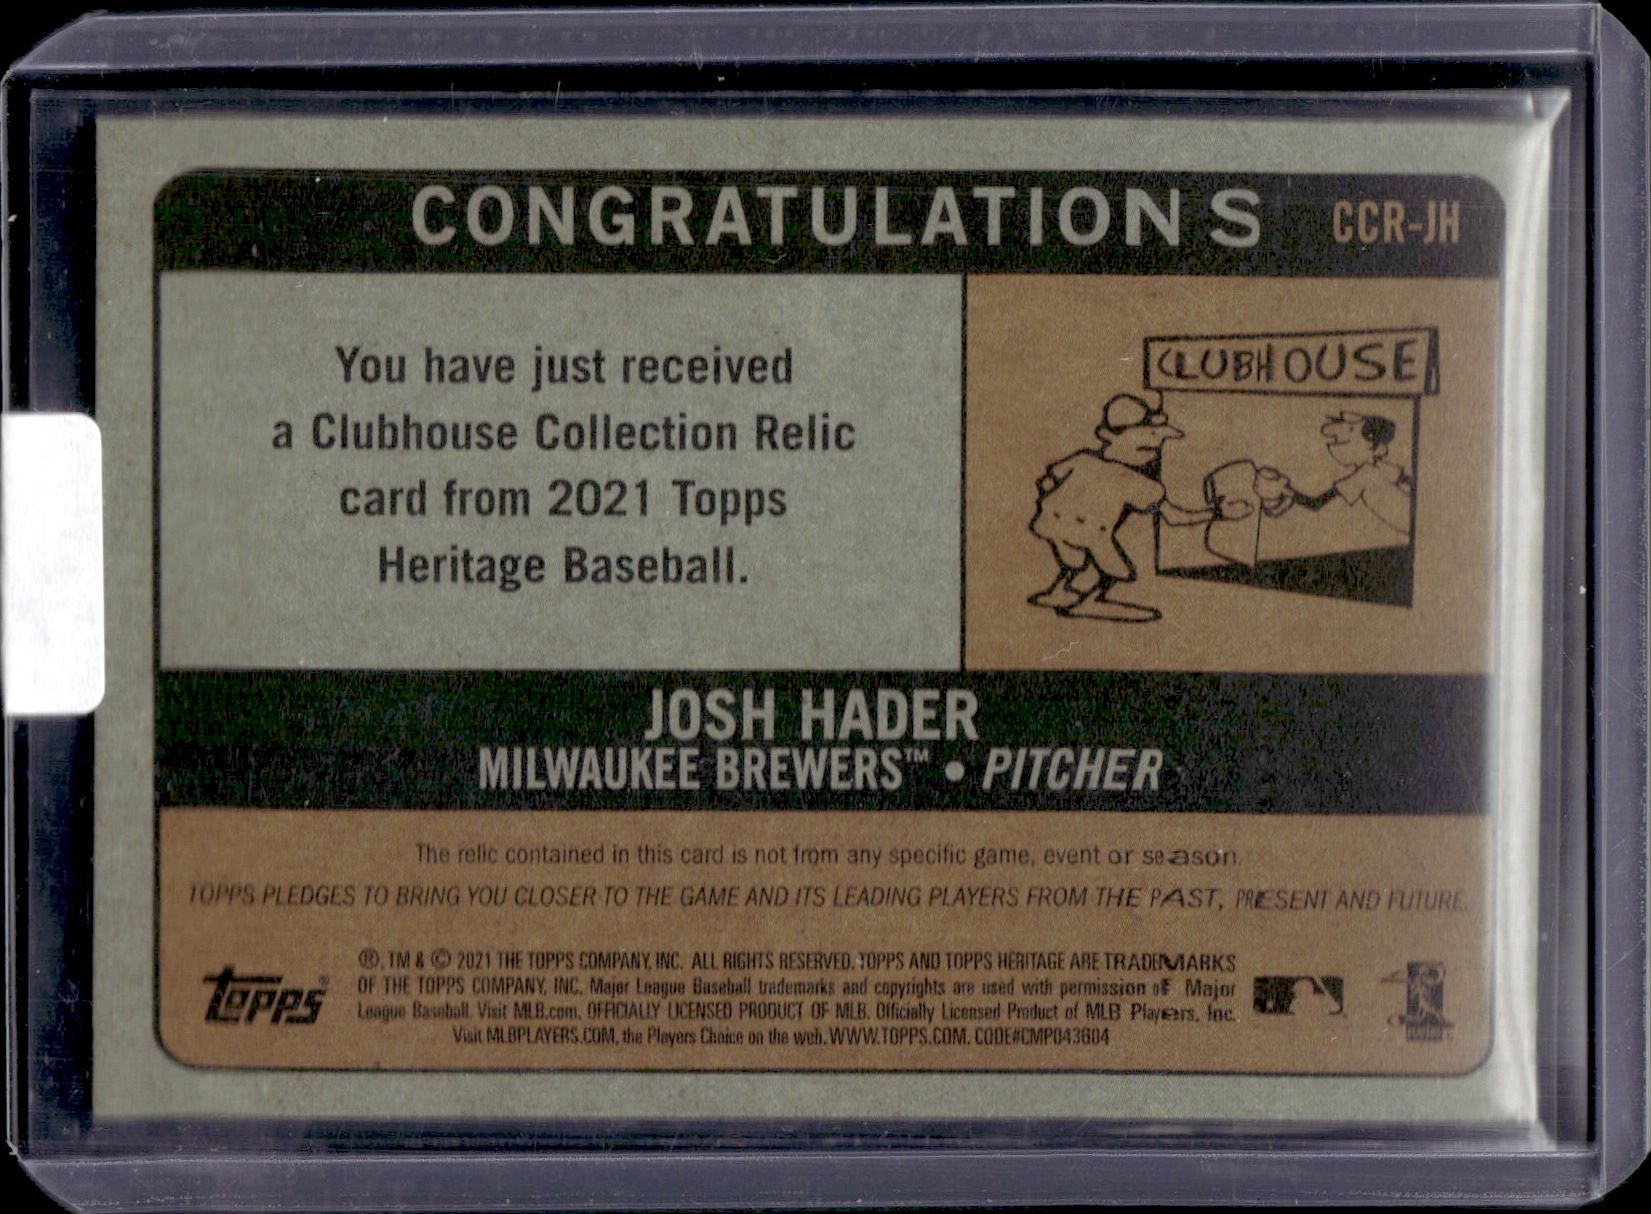 CONGRATULATIONS CCR-JH
You have just received
a Clubhouse Collection Relic
card from 2021 Topps
Heritage Baseball.
CLUBHOUSE
JOSH HADER
MILWAUKEE BREWERS™ • PITCHER
The relic contained in this card is not from any specific game, event or season.
TOPPS PLEDGES TO BRING YOU CLOSER TO THE GAME AND ITS LEADING PLAYERS FROM THE PAST, PRESENT AND FUTURE.
®, TM & © 2021 THE TOPPS COMPANY, INC. ALL RIGHTS RESERVED. TOPPS AND TOPPS HERITAGE ARE TRADEMARKS
OF THE TOPPS COMPANY, INC. Major League Baseball trademarks and copyrights are used with permission of Major
League Baseball. Visit MLB.com. OFFICIALLY LICENSED PRODUCT OF MLB. Officially Licensed Product of MLB Players, Inc.
Visit MLBPLAYERS.COM, the Players Choice on the web. WWW.TOPPS.COM. CODE#CMP043604
Topps®